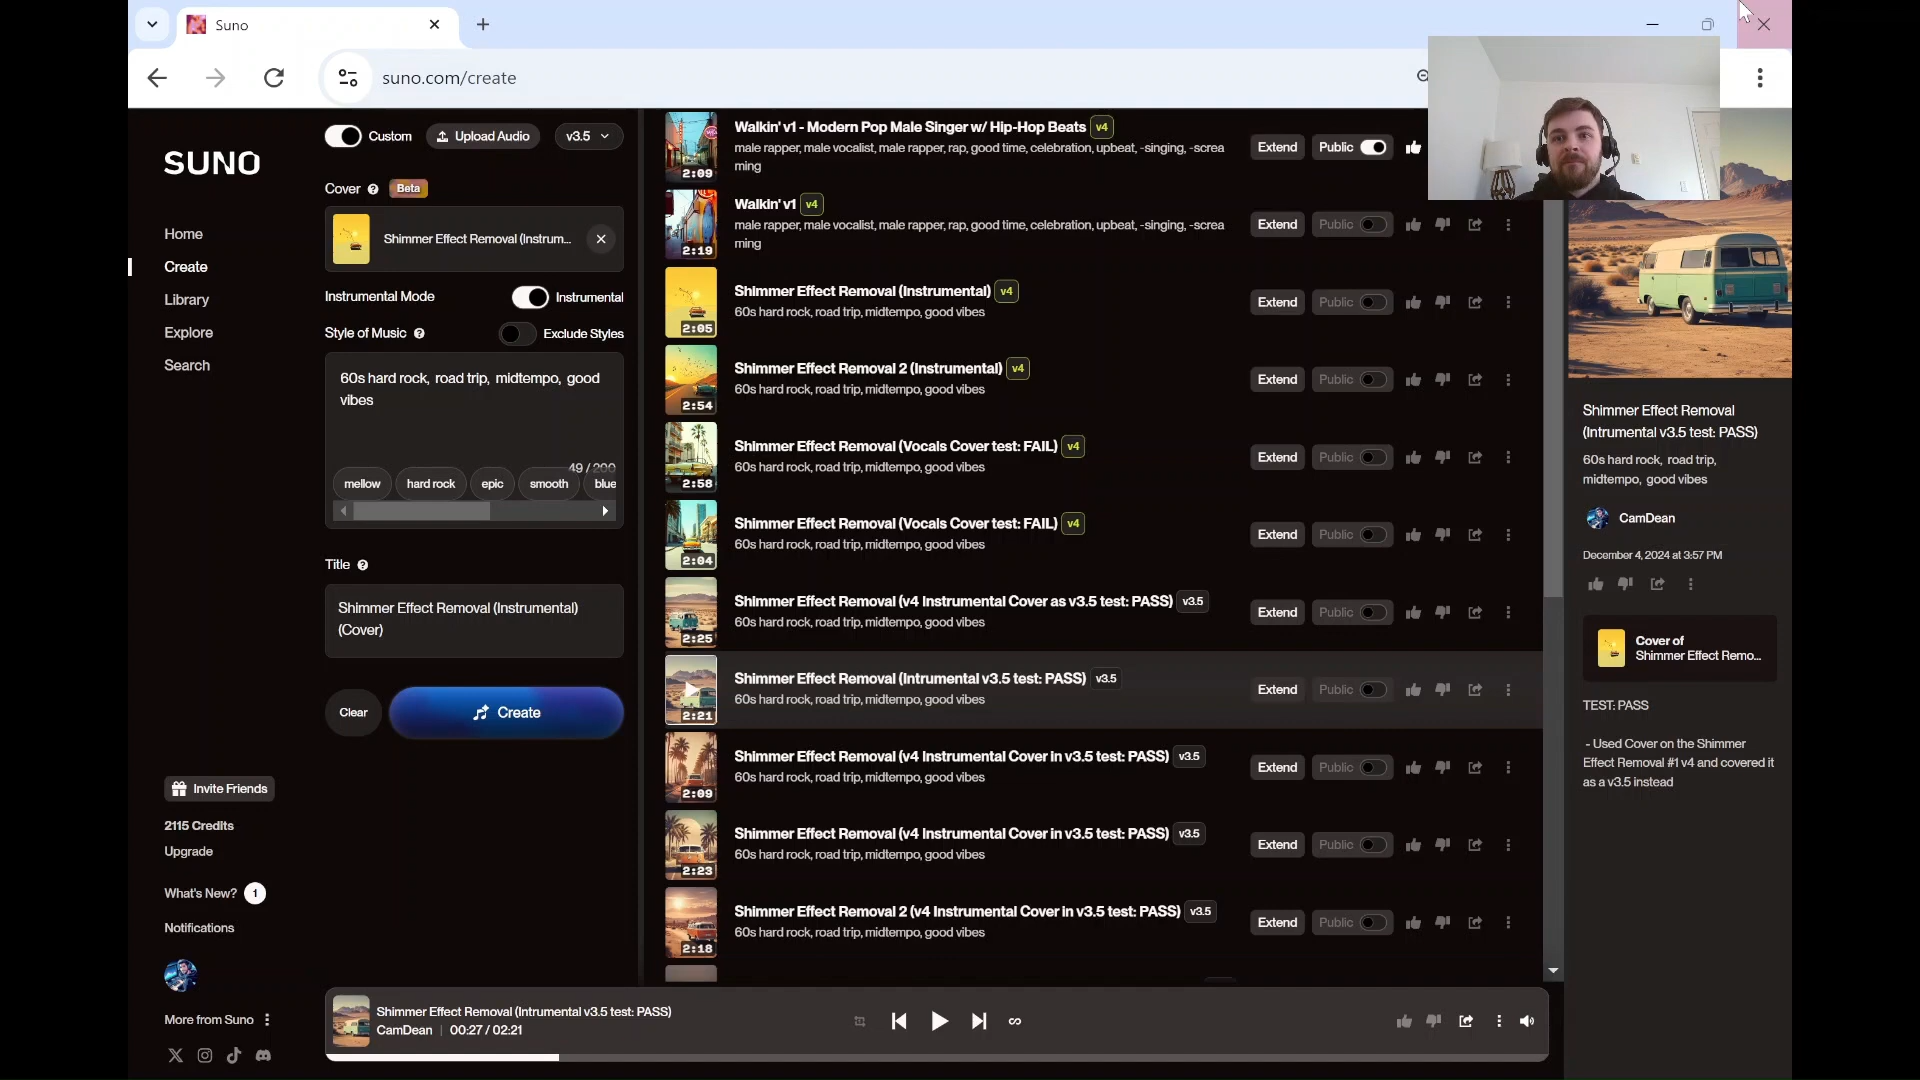 Suno
suno.com/create
SUNO
Home
Create
Library
Explore
Search
Invite Friends
2115 Credits
Upgrade
What's New? 1
Notifications
More from Suno
Custom
Upload Audio
v3.5
Cover
Beta
Shimmer Effect Removal (Instrum...
Instrumental Mode
Instrumental
Style of Music
Exclude Styles
60s hard rock, road trip, midtempo, good
vibes
49 / 200
mellow
hard rock
epic
smooth
blue
Title
Shimmer Effect Removal (Instrumental)
(Cover)
Clear
Create
2:09
Walkin' v1 - Modern Pop Male Singer w/ Hip-Hop Beats v4
male rapper, male vocalist, male rapper, rap, good time, celebration, upbeat, -singing, -screa
ming
Extend
Public
2:19
Walkin' v1 v4
male rapper, male vocalist, male rapper, rap, good time, celebration, upbeat, -singing, -screa
ming
Extend
Public
2:05
Shimmer Effect Removal (Instrumental) v4
60s hard rock, road trip, midtempo, good vibes
Extend
Public
2:54
Shimmer Effect Removal 2 (Instrumental) v4
60s hard rock, road trip, midtempo, good vibes
Extend
Public
2:58
Shimmer Effect Removal (Vocals Cover test: FAIL) v4
60s hard rock, road trip, midtempo, good vibes
Extend
Public
2:04
Shimmer Effect Removal (Vocals Cover test: FAIL) v4
60s hard rock, road trip, midtempo, good vibes
Extend
Public
2:25
Shimmer Effect Removal (v4 Instrumental Cover as v3.5 test: PASS) v3.5
60s hard rock, road trip, midtempo, good vibes
Extend
Public
2:21
Shimmer Effect Removal (Intrumental v3.5 test: PASS) v3.5
60s hard rock, road trip, midtempo, good vibes
Extend
Public
2:09
Shimmer Effect Removal (v4 Instrumental Cover in v3.5 test: PASS) v3.5
60s hard rock, road trip, midtempo, good vibes
Extend
Public
2:23
Shimmer Effect Removal (v4 Instrumental Cover in v3.5 test: PASS) v3.5
60s hard rock, road trip, midtempo, good vibes
Extend
Public
2:18
Shimmer Effect Removal 2 (v4 Instrumental Cover in v3.5 test: PASS) v3.5
60s hard rock, road trip, midtempo, good vibes
Extend
Public
Shimmer Effect Removal
(Intrumental v3.5 test: PASS)
60s hard rock, road trip,
midtempo, good vibes
CamDean
December 4, 2024 at 3:57 PM
Cover of
Shimmer Effect Remo...
TEST: PASS
- Used Cover on the Shimmer
Effect Removal #1 v4 and covered it
as a v3.5 instead
Shimmer Effect Removal (Intrumental v3.5 test: PASS)
CamDean | 00:27 / 02:21